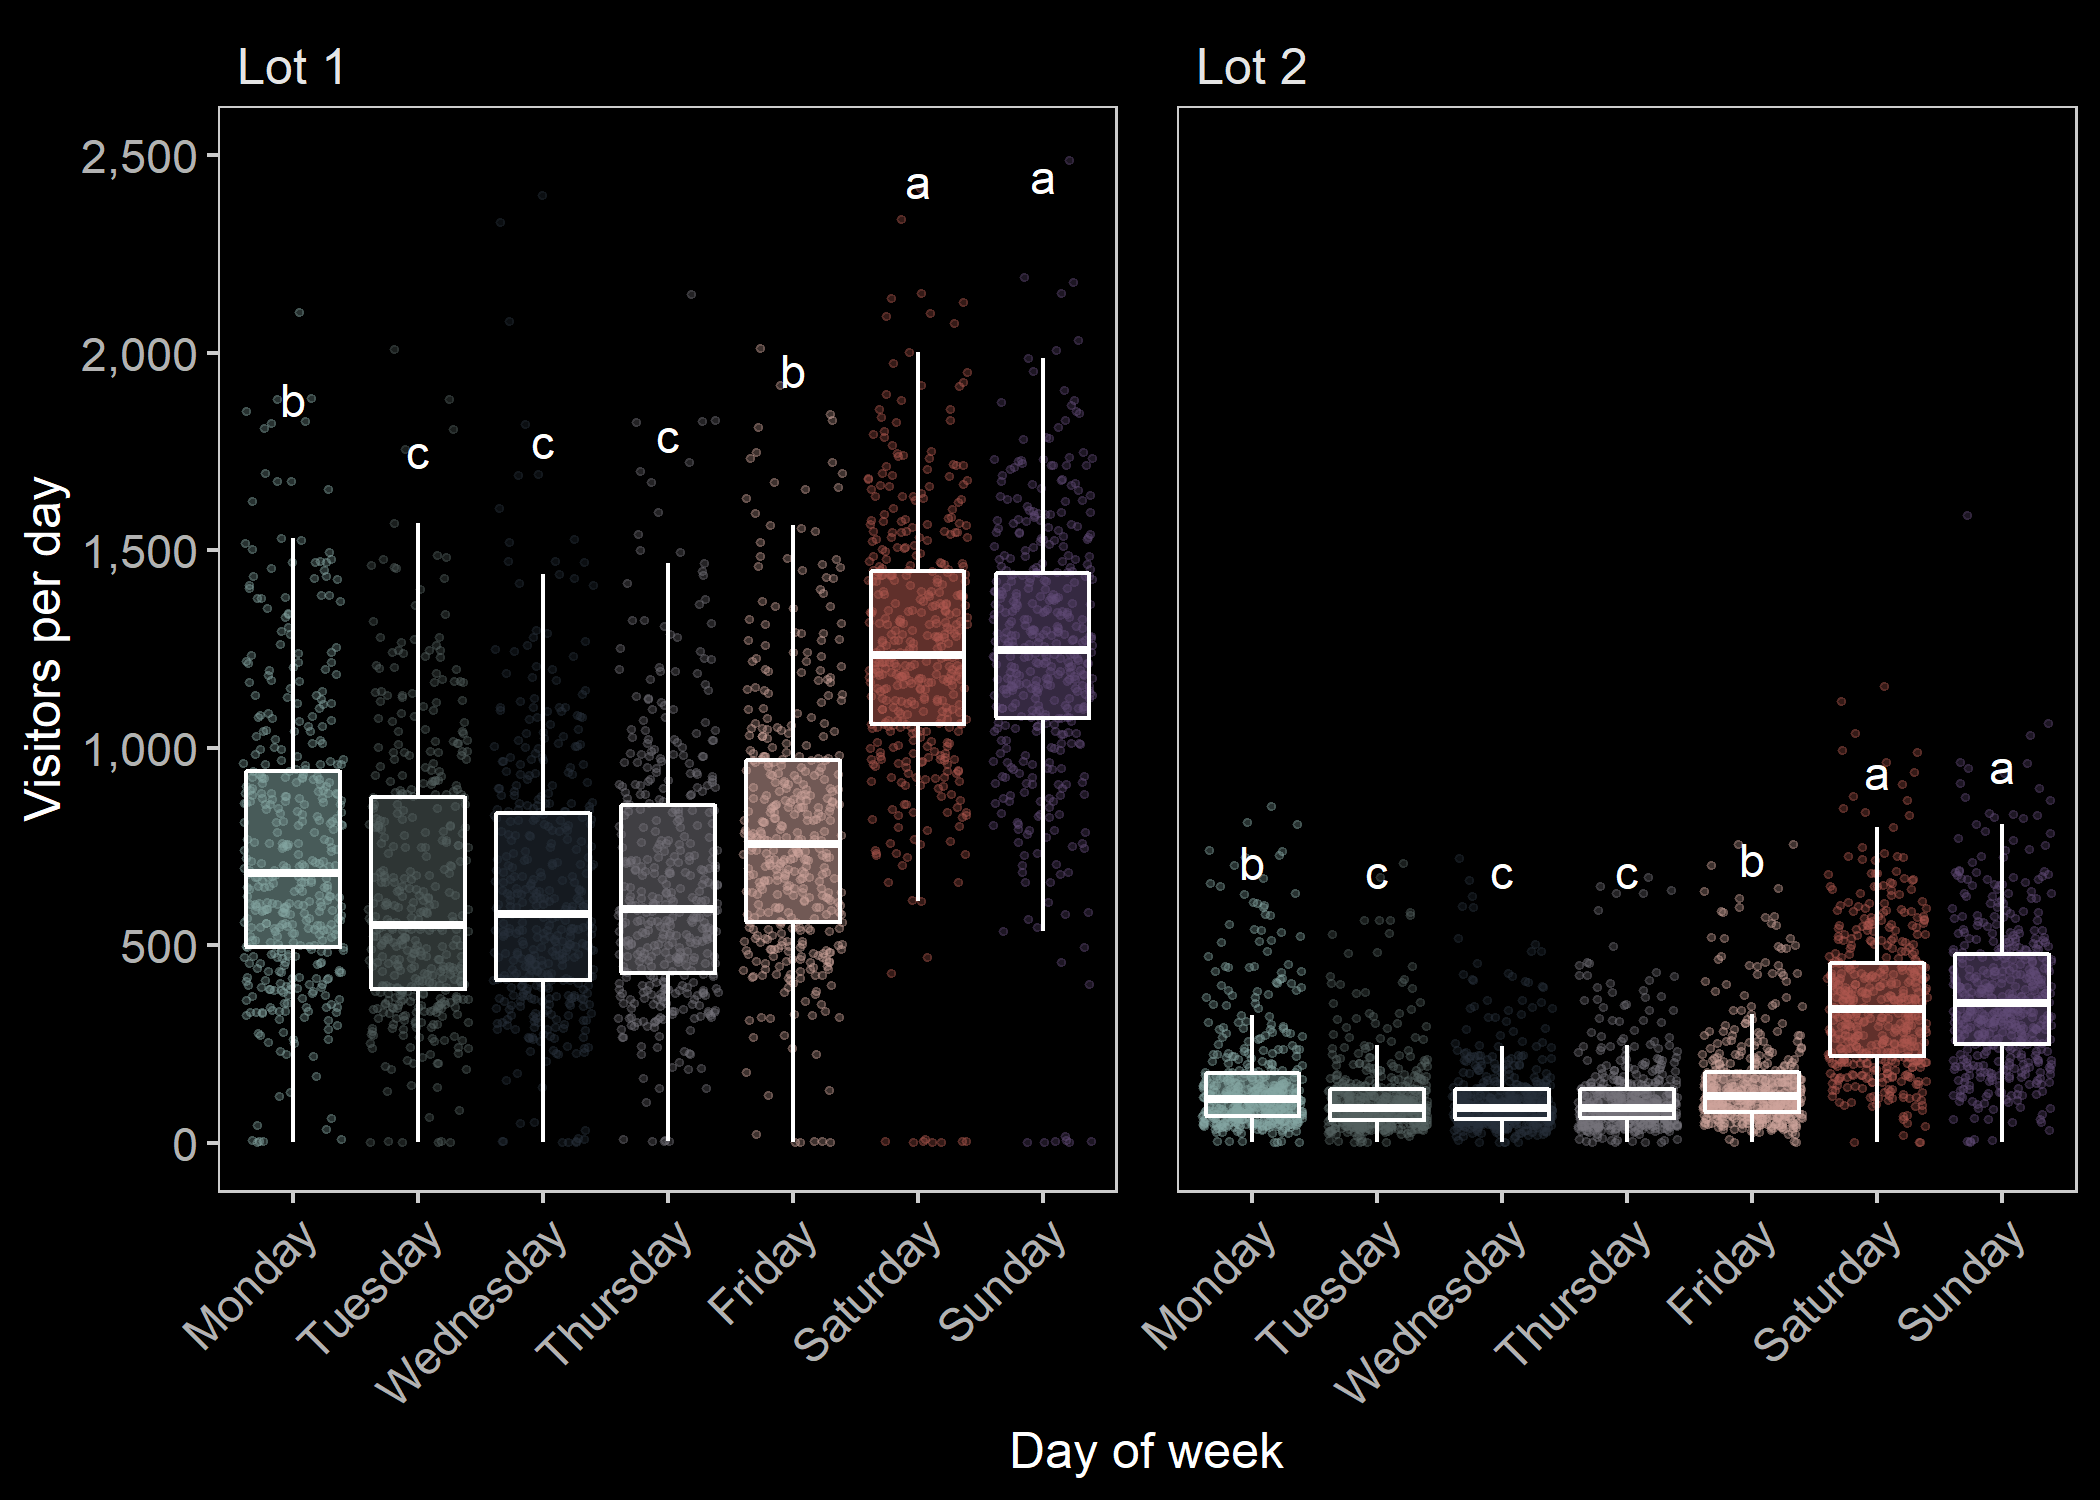 Lot 1
Lot 2
Visitors per day
2,500
2,000
1,500
1,000
500
0
b
c
c
c
b
a
a
b
c
c
c
b
a
a
Monday
Tuesday
Wednesday
Thursday
Friday
Saturday
Sunday
Monday
Tuesday
Wednesday
Thursday
Friday
Saturday
Sunday
Day of week